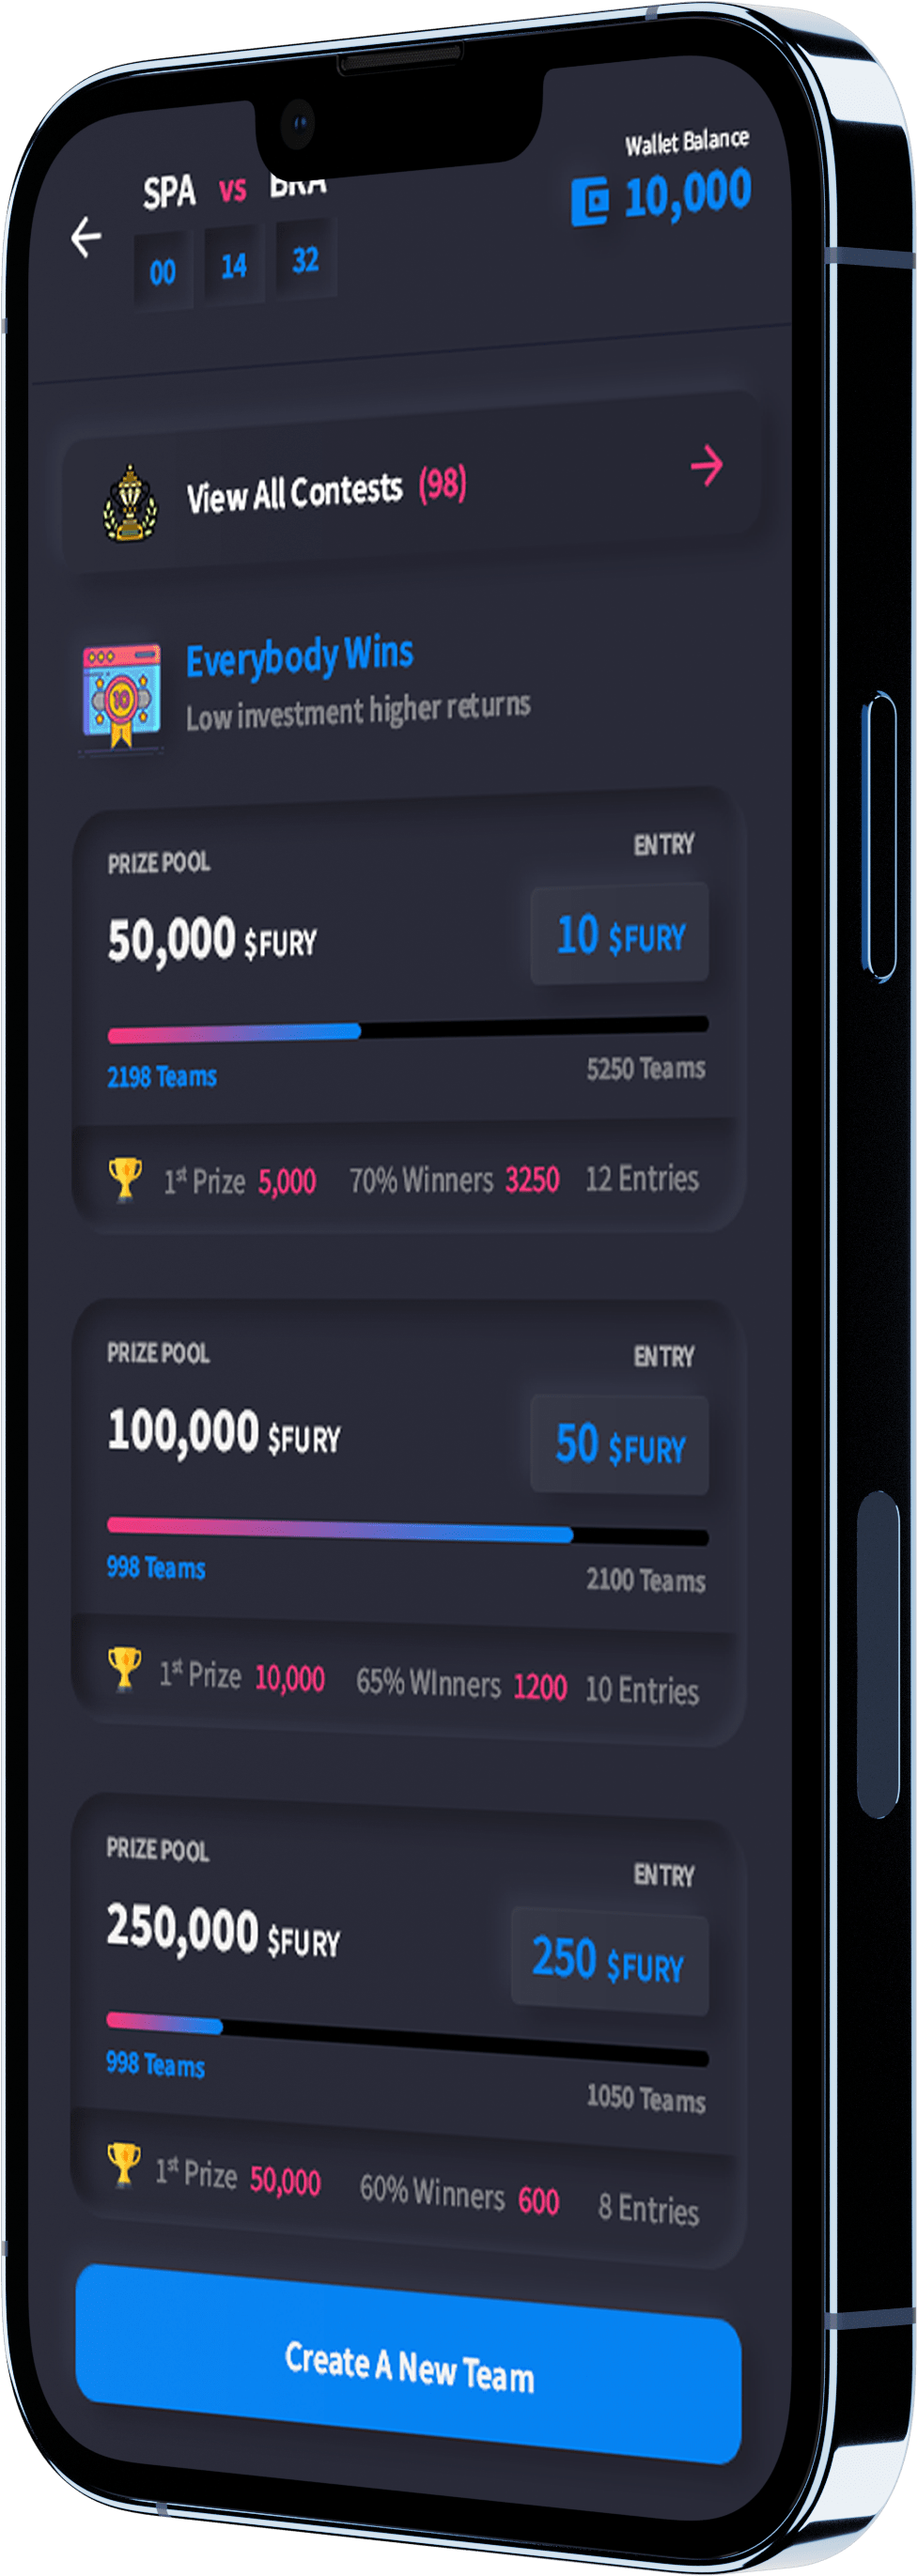 SPA vs BRA
Wallet Balance
10,000
00 14 32
View All Contests (98)
Everybody Wins
Low investment higher returns
PRIZE POOL
ENTRY
50,000 $FURY
10 $FURY
2198 Teams
5250 Teams
1st Prize 5,000 70% Winners 3250 12 Entries
PRIZE POOL
ENTRY
100,000 $FURY
50 $FURY
998 Teams
2100 Teams
1st Prize 10,000 65% WInners 1200 10 Entries
PRIZE POOL
ENTRY
250,000 $FURY
250 $FURY
998 Teams
1050 Teams
1st Prize 50,000 60% Winners 600 8 Entries
Create A New Team